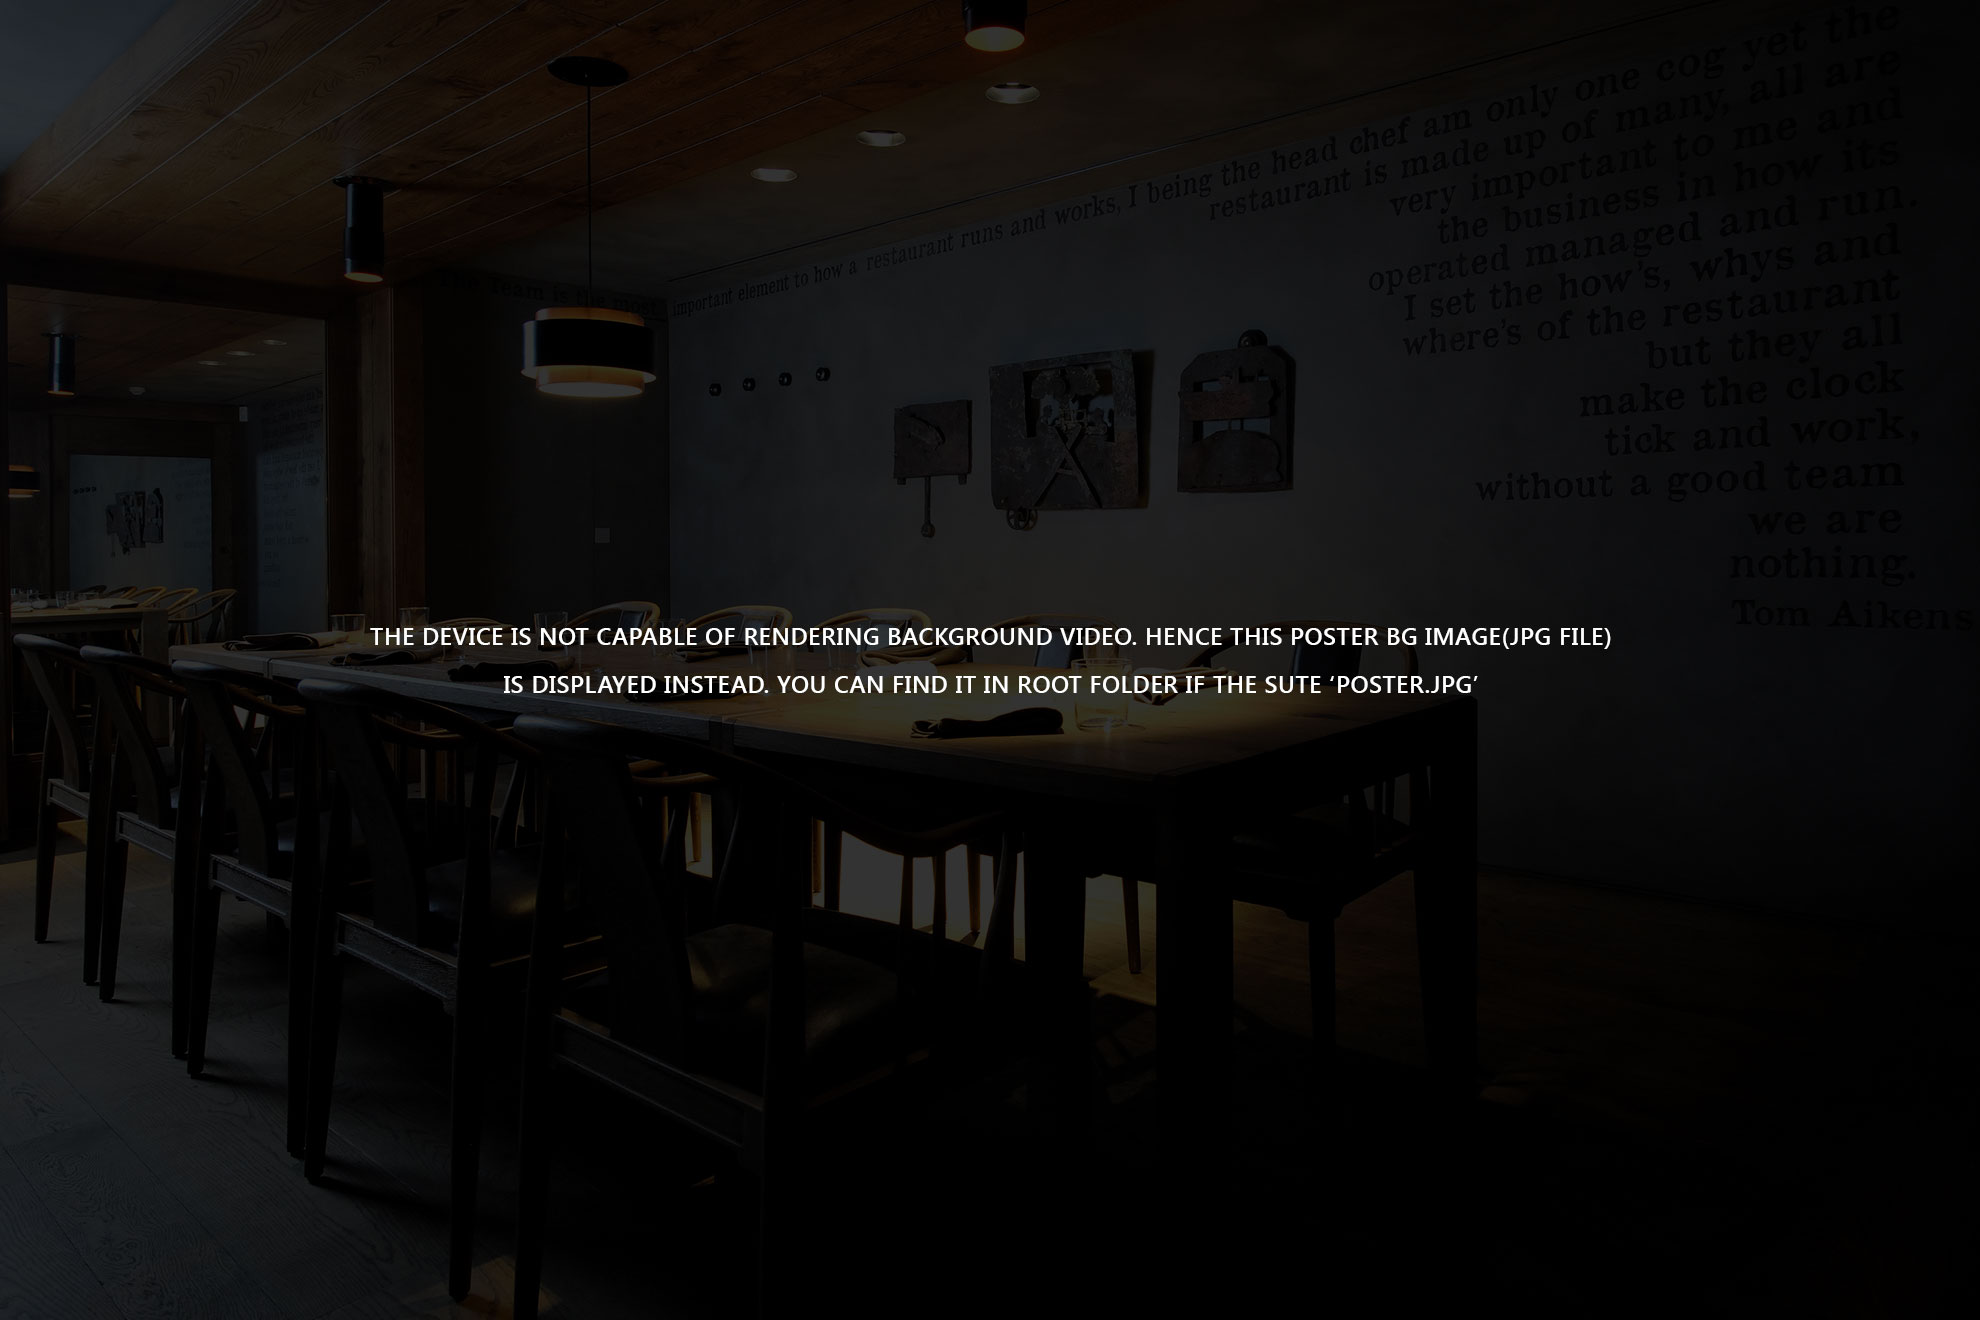 The Team is the most important element to how a restaurant runs and works, I being the head chef am only one cog yet the
restaurant is made up of many, all are
very important to me and
the business in how its
operated managed and run.
I set the how's, whys and
where's of the restaurant
but they all
make the clock
tick and work,
without a good team
we are
nothing.
Tom Aikens
THE DEVICE IS NOT CAPABLE OF RENDERING BACKGROUND VIDEO. HENCE THIS POSTER BG IMAGE(JPG FILE)
IS DISPLAYED INSTEAD. YOU CAN FIND IT IN ROOT FOLDER IF THE SUTE ‘POSTER.JPG’